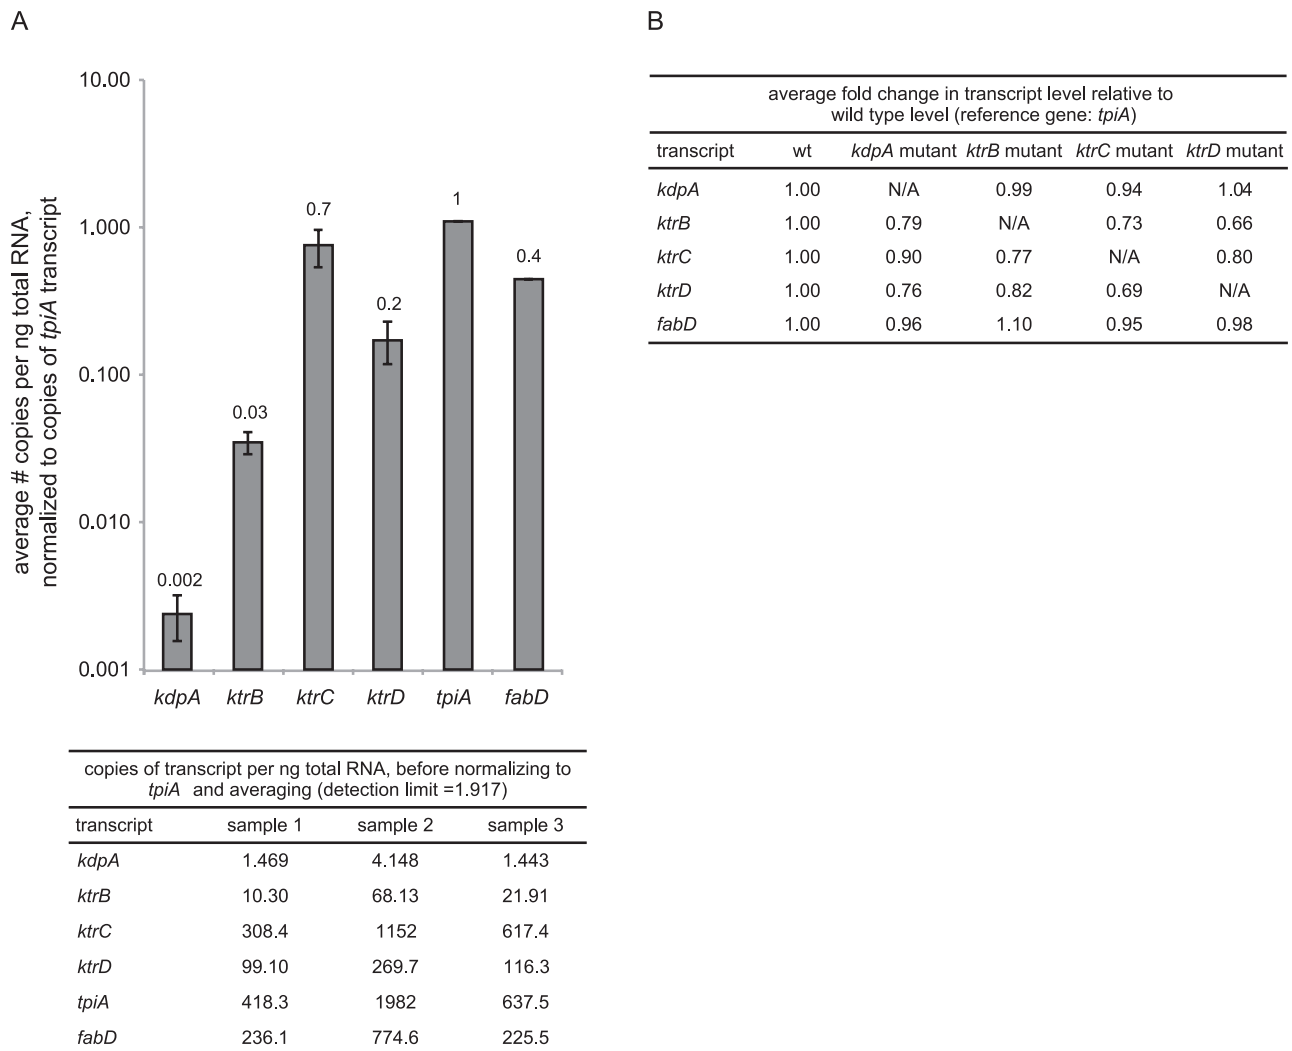 A
average # copies per ng total RNA,
normalized to copies of tpiA transcript
10.00
1.000
0.100
0.010
0.001
0.002
0.03
0.7
0.2
1
0.4
kdpA ktrB ktrC ktrD tpiA fabD
copies of transcript per ng total RNA, before normalizing to
tpiA and averaging (detection limit =1.917)
transcript sample 1 sample 2 sample 3
kdpA 1.469 4.148 1.443
ktrB 10.30 68.13 21.91
ktrC 308.4 1152 617.4
ktrD 99.10 269.7 116.3
tpiA 418.3 1982 637.5
fabD 236.1 774.6 225.5
B
average fold change in transcript level relative to
wild type level (reference gene: tpiA)
transcript wt kdpA mutant ktrB mutant ktrC mutant ktrD mutant
kdpA 1.00 N/A 0.99 0.94 1.04
ktrB 1.00 0.79 N/A 0.73 0.66
ktrC 1.00 0.90 0.77 N/A 0.80
ktrD 1.00 0.76 0.82 0.69 N/A
fabD 1.00 0.96 1.10 0.95 0.98